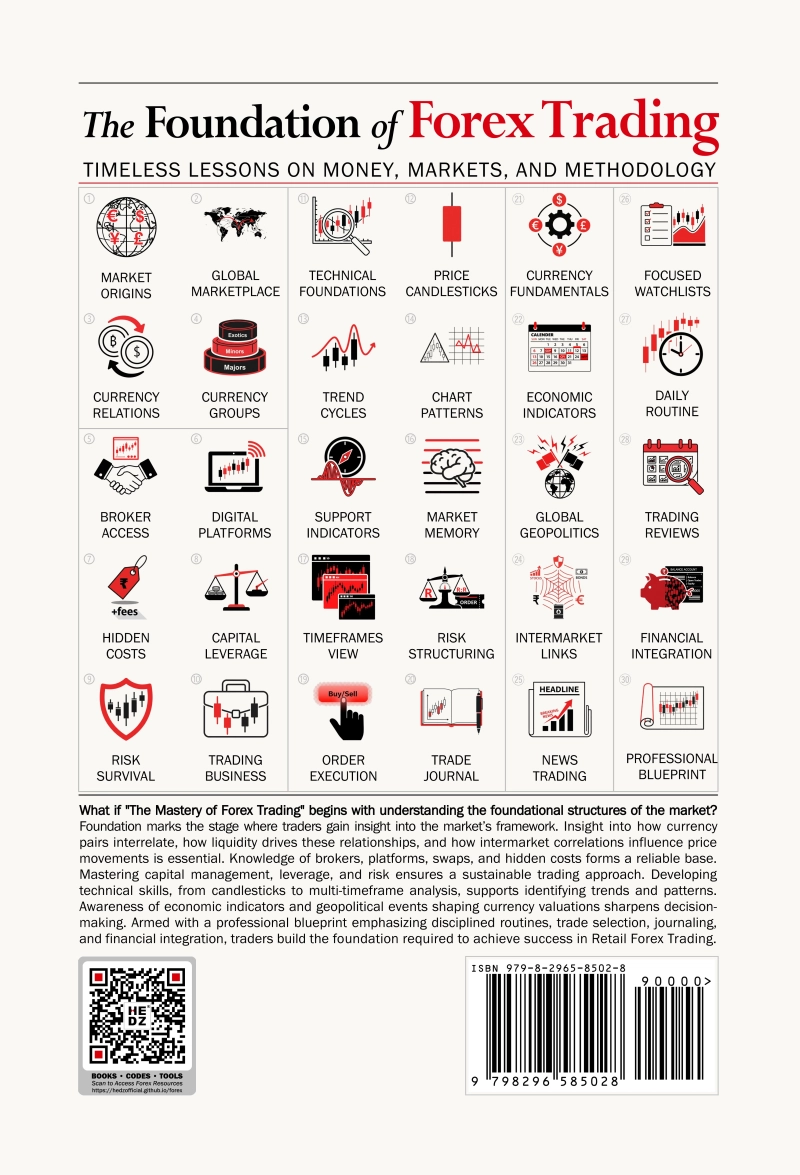 The Foundation of Forex Trading
TIMELESS LESSONS ON MONEY, MARKETS, AND METHODOLOGY
1
MARKET
ORIGINS
2
GLOBAL
MARKETPLACE
11
TECHNICAL
FOUNDATIONS
12
PRICE
CANDLESTICKS
21
CURRENCY
FUNDAMENTALS
26
FOCUSED
WATCHLISTS
3
CURRENCY
RELATIONS
4
Exotics
Minors
Majors
CURRENCY
GROUPS
13
TREND
CYCLES
14
CHART
PATTERNS
22
CALENDER
ECONOMIC
INDICATORS
27
DAILY
ROUTINE
5
BROKER
ACCESS
6
DIGITAL
PLATFORMS
15
SUPPORT
INDICATORS
16
MARKET
MEMORY
23
GLOBAL
GEOPOLITICS
28
TRADING
REVIEWS
7
₹
+fees
HIDDEN
COSTS
8
CAPITAL
LEVERAGE
17
TIMEFRAMES
VIEW
18
R
R:R
ORDER
RISK
STRUCTURING
24
INTERMARKET
LINKS
29
BALANCE ACCOUNT
FINANCIAL
INTEGRATION
9
RISK
SURVIVAL
10
TRADING
BUSINESS
19
Buy/Sell
ORDER
EXECUTION
20
TRADE
JOURNAL
25
HEADLINE
BREAKING NEWS
NEWS
TRADING
30
PROFESSIONAL
BLUEPRINT
What if "The Mastery of Forex Trading" begins with understanding the foundational structures of the market?
Foundation marks the stage where traders gain insight into the market's framework. Insight into how currency
pairs interrelate, how liquidity drives these relationships, and how intermarket correlations influence price
movements is essential. Knowledge of brokers, platforms, swaps, and hidden costs forms a reliable base.
Mastering capital management, leverage, and risk ensures a sustainable trading approach. Developing
technical skills, from candlesticks to multi-timeframe analysis, supports identifying trends and patterns.
Awareness of economic indicators and geopolitical events shaping currency valuations sharpens decision-
making. Armed with a professional blueprint emphasizing disciplined routines, trade selection, journaling,
and financial integration, traders build the foundation required to achieve success in Retail Forex Trading.
HE
DZ
BOOKS • CODES • TOOLS
Scan to Access Forex Resources
https://hedzofficial.github.io/forex
ISBN 979-8-2965-8502-8
90000>
9 798296 585028